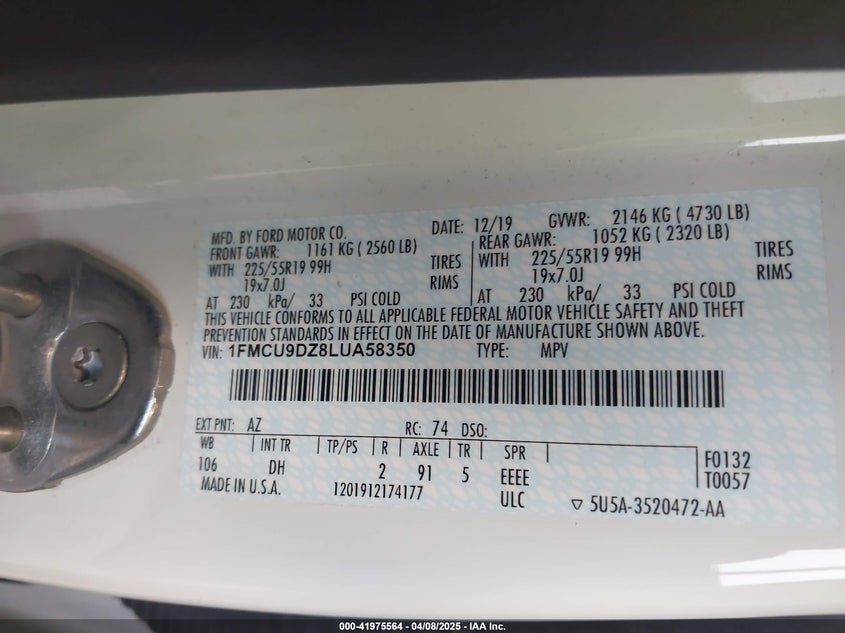 MFD. BY FORD MOTOR CO. DATE: 12/19 GVWR: 2146 KG ( 4730 LB)
FRONT GAWR: 1161 KG ( 2560 LB) REAR GAWR: 1052 KG ( 2320 LB)
WITH 225/55R19 99H TIRES WITH 225/55R19 99H TIRES
19x7.0J RIMS 19x7.0J RIMS
AT 230 kPa/ 33 PSI COLD AT 230 kPa/ 33 PSI COLD
THIS VEHICLE CONFORMS TO ALL APPLICABLE FEDERAL MOTOR VEHICLE SAFETY AND THEFT
PREVENTION STANDARDS IN EFFECT ON THE DATE OF MANUFACTURE SHOWN ABOVE.
VIN: 1FMCU9DZ8LUA58350 TYPE: MPV
EXT PNT: AZ RC: 74 DSO:
WB INT TR TP/PS R AXLE TR SPR F0132
106 DH 2 91 5 EEEE T0057
MADE IN U.S.A. 1201912174177 ULC ▽ 5U5A-3520472-AA
000-41975564 - 04/08/2025 - IAA Inc.